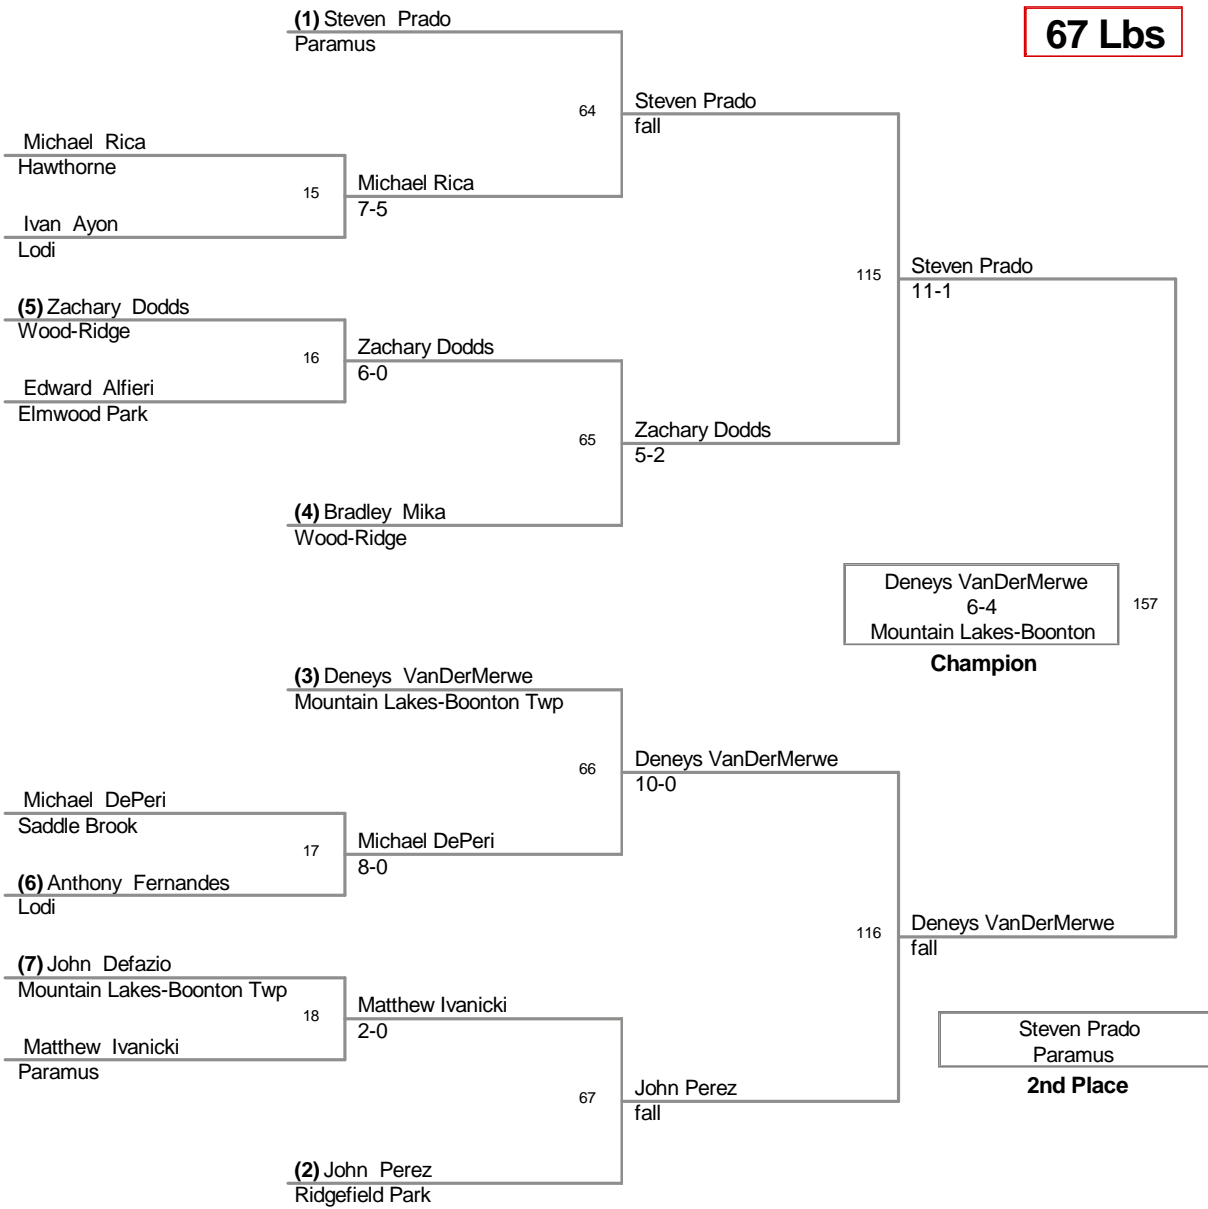 (1) Steven Prado
Paramus
67 Lbs
64
Steven Prado
fall
Michael Rica
Hawthorne
15
Michael Rica
7-5
Ivan Ayon
Lodi
115
Steven Prado
11-1
(5) Zachary Dodds
Wood-Ridge
16
Zachary Dodds
6-0
Edward Alfieri
Elmwood Park
65
Zachary Dodds
5-2
(4) Bradley Mika
Wood-Ridge
Deneys VanDerMerwe
6-4
Mountain Lakes-Boonton
Champion
157
(3) Deneys VanDerMerwe
Mountain Lakes-Boonton Twp
66
Deneys VanDerMerwe
10-0
Michael DePeri
Saddle Brook
17
Michael DePeri
8-0
(6) Anthony Fernandes
Lodi
116
Deneys VanDerMerwe
fall
(7) John Defazio
Mountain Lakes-Boonton Twp
18
Matthew Ivanicki
2-0
Matthew Ivanicki
Paramus
Steven Prado
Paramus
2nd Place
67
John Perez
fall
(2) John Perez
Ridgefield Park